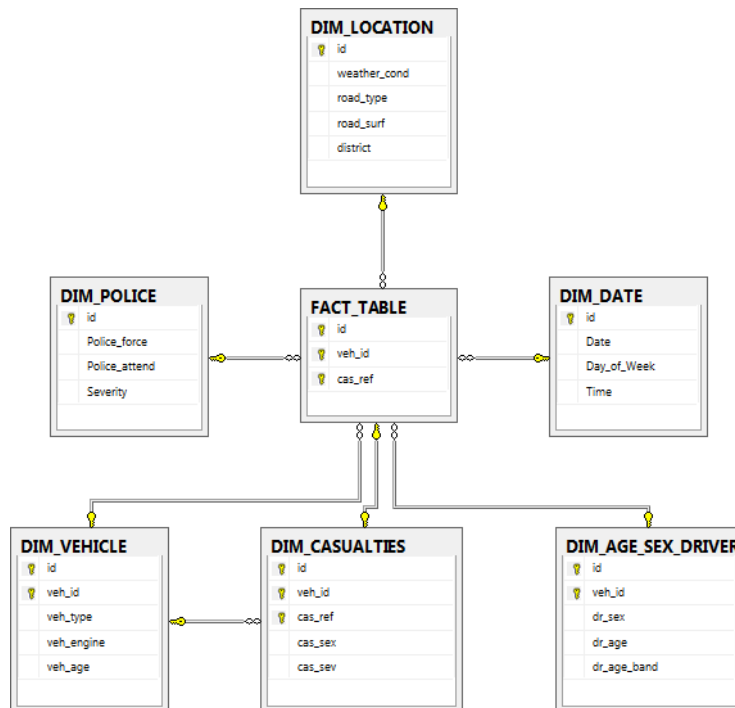 DIM_LOCATION
id
weather_cond
road_type
road_surf
district
DIM_POLICE
id
Police_force
Police_attend
Severity
FACT_TABLE
id
veh_id
cas_ref
DIM_DATE
id
Date
Day_of_Week
Time
DIM_VEHICLE
id
veh_id
veh_type
veh_engine
veh_age
DIM_CASUALTIES
id
veh_id
cas_ref
cas_sex
cas_sev
DIM_AGE_SEX_DRIVER
id
veh_id
dr_sex
dr_age
dr_age_band